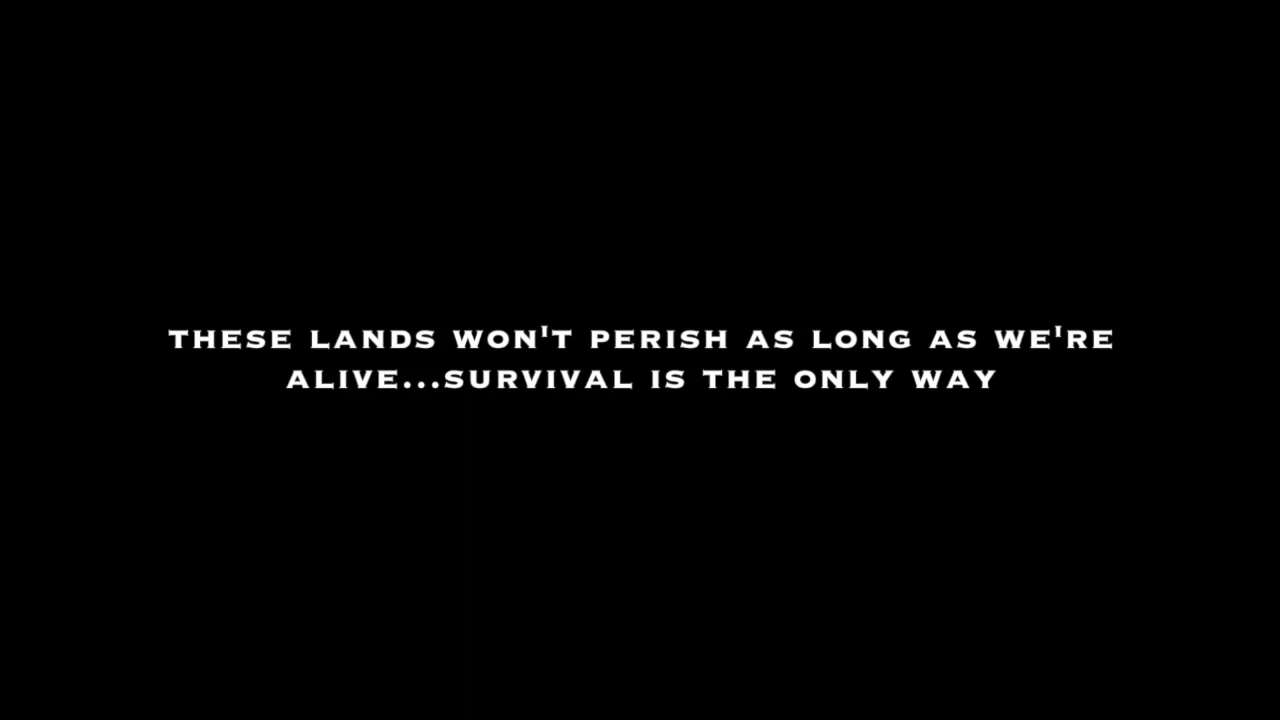 THESE LANDS WON'T PERISH AS LONG AS WE'RE
ALIVE...SURVIVAL IS THE ONLY WAY